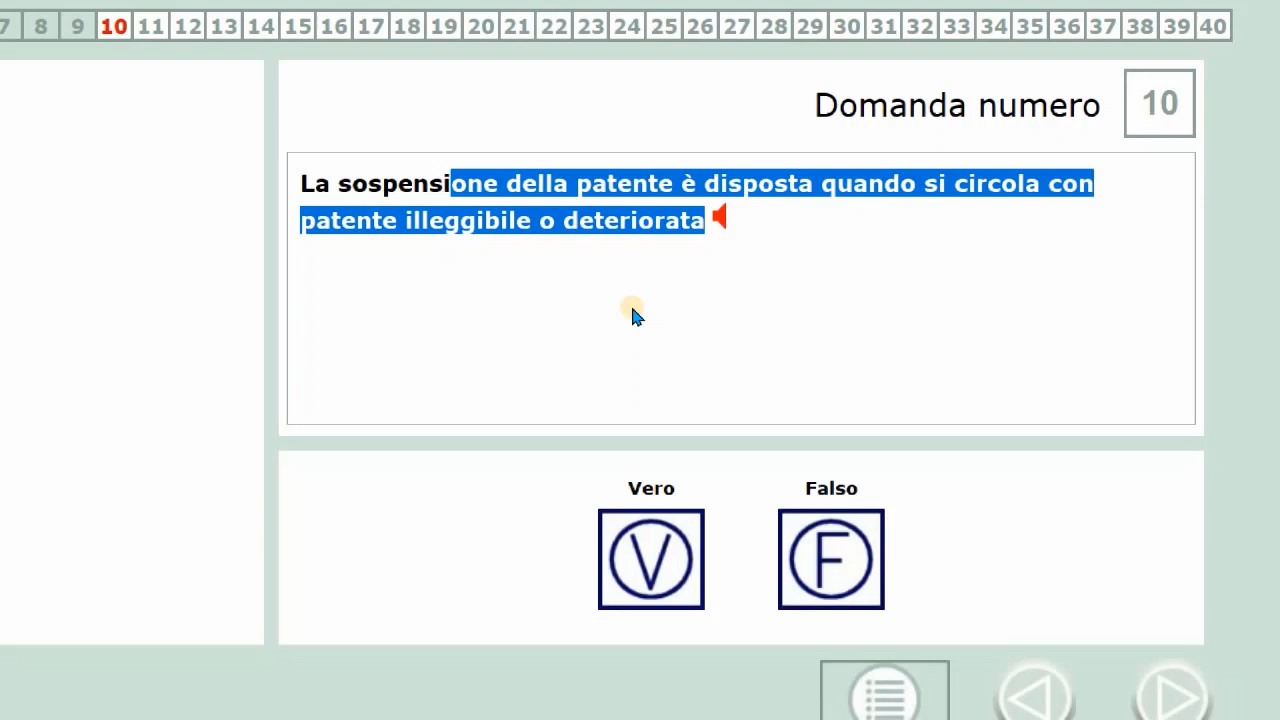 7 8 9 10 11 12 13 14 15 16 17 18 19 20 21 22 23 24 25 26 27 28 29 30 31 32 33 34 35 36 37 38 39 40
Domanda numero 10
La sospensione della patente è disposta quando si circola con
patente illeggibile o deteriorata
Vero Falso
V F